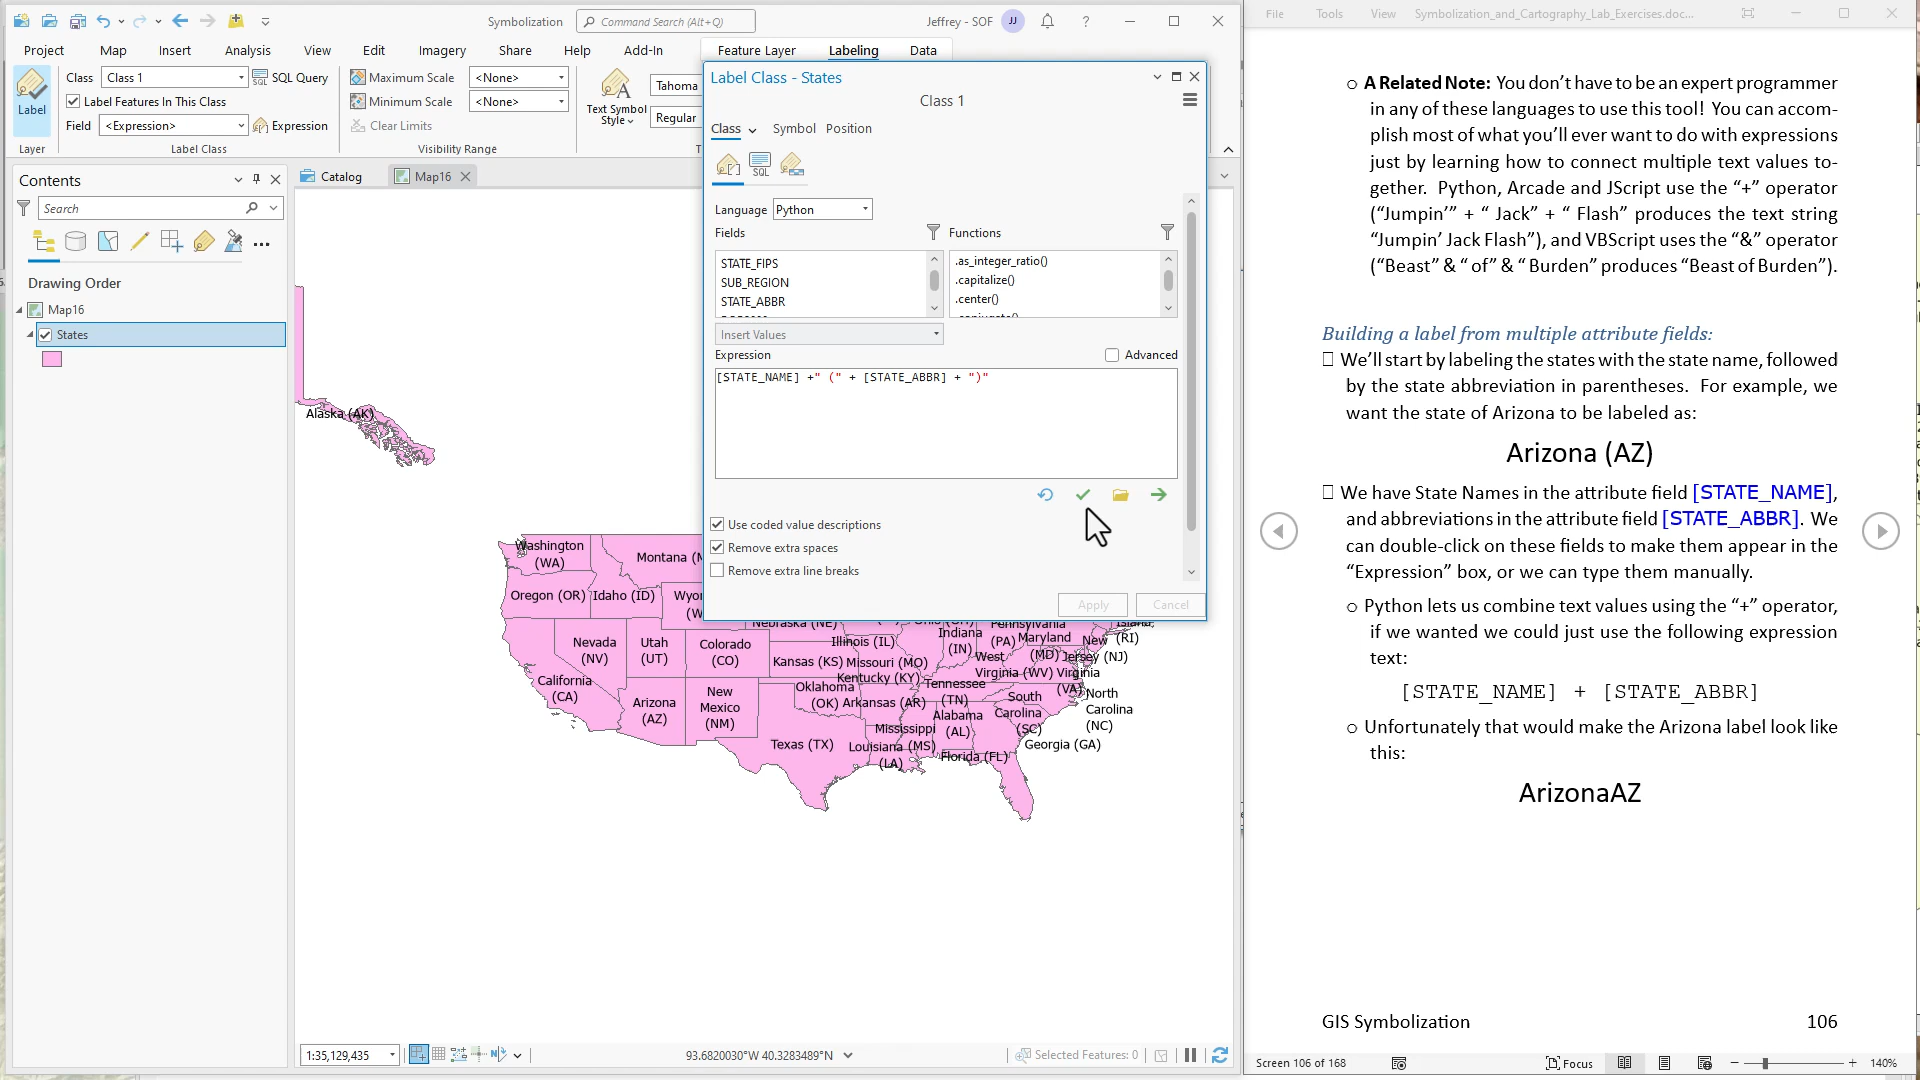 Symbolization
Command Search (Alt+Q)
Jeffrey - SOF
JJ
?
Project
Map
Insert
Analysis
View
Edit
Imagery
Share
Help
Add-In
Feature Layer
Labeling
Data
Label
Layer
Class
Class 1
SQL Query
Label Features In This Class
Field
<Expression>
Expression
Label Class
Maximum Scale
<None>
Minimum Scale
<None>
Clear Limits
Visibility Range
Text Symbol
Style
Tahoma
Regular
Contents
Search
Drawing Order
Map16
States
Catalog
Map16
Label Class - States
Class 1
Class
Symbol
Position
SQL
Language
Python
Fields
Functions
STATE_FIPS
SUB_REGION
STATE_ABBR
.as_integer_ratio()
.capitalize()
.center()
Insert Values
Expression
Advanced
[STATE_NAME] +" (" + [STATE_ABBR] + ")"
Use coded value descriptions
Remove extra spaces
Remove extra line breaks
Apply
Cancel
Alaska (AK)
Washington
(WA)
Montana (M
Oregon (OR)
Idaho (ID)
Wyor
(W
Nebraska (NE)
Pennsylvania
(PA)
Illinois (IL)
Indiana
(IN)
Maryland
(MD)
New
Jersey (NJ)
(RI)
Nevada
(NV)
Utah
(UT)
Colorado
(CO)
Kansas (KS)
Missouri (MO)
West
Virginia (WV)
Virginia
(VA)
Kentucky (KY)
California
(CA)
Arizona
(AZ)
New
Mexico
(NM)
Oklahoma
(OK)
Arkansas (AR)
Tennessee
(TN)
South
Carolina
(SC)
North
Carolina
(NC)
Mississippi
(MS)
Alabama
(AL)
Georgia (GA)
Texas (TX)
Louisiana
(LA)
Florida (FL)
1:35,129,435
93.6820030°W 40.3283489°N
Selected Features: 0
File
Tools
View
Symbolization_and_Cartography_Lab_Exercises.doc...
o A Related Note: You don’t have to be an expert programmer
in any of these languages to use this tool! You can accom-
plish most of what you’ll ever want to do with expressions
just by learning how to connect multiple text values to-
gether. Python, Arcade and JScript use the “+” operator
(“Jumpin’” + “ Jack” + “ Flash” produces the text string
“Jumpin’ Jack Flash”), and VBScript uses the “&” operator
(“Beast” & “ of” & “ Burden” produces “Beast of Burden”).
Building a label from multiple attribute fields:
We’ll start by labeling the states with the state name, followed
by the state abbreviation in parentheses. For example, we
want the state of Arizona to be labeled as:
Arizona (AZ)
We have State Names in the attribute field [STATE_NAME],
and abbreviations in the attribute field [STATE_ABBR]. We
can double-click on these fields to make them appear in the
“Expression” box, or we can type them manually.
o Python lets us combine text values using the “+” operator,
if we wanted we could just use the following expression
text:
[STATE_NAME] + [STATE_ABBR]
o Unfortunately that would make the Arizona label look like
this:
ArizonaAZ
GIS Symbolization
106
Screen 106 of 168
Focus
140%